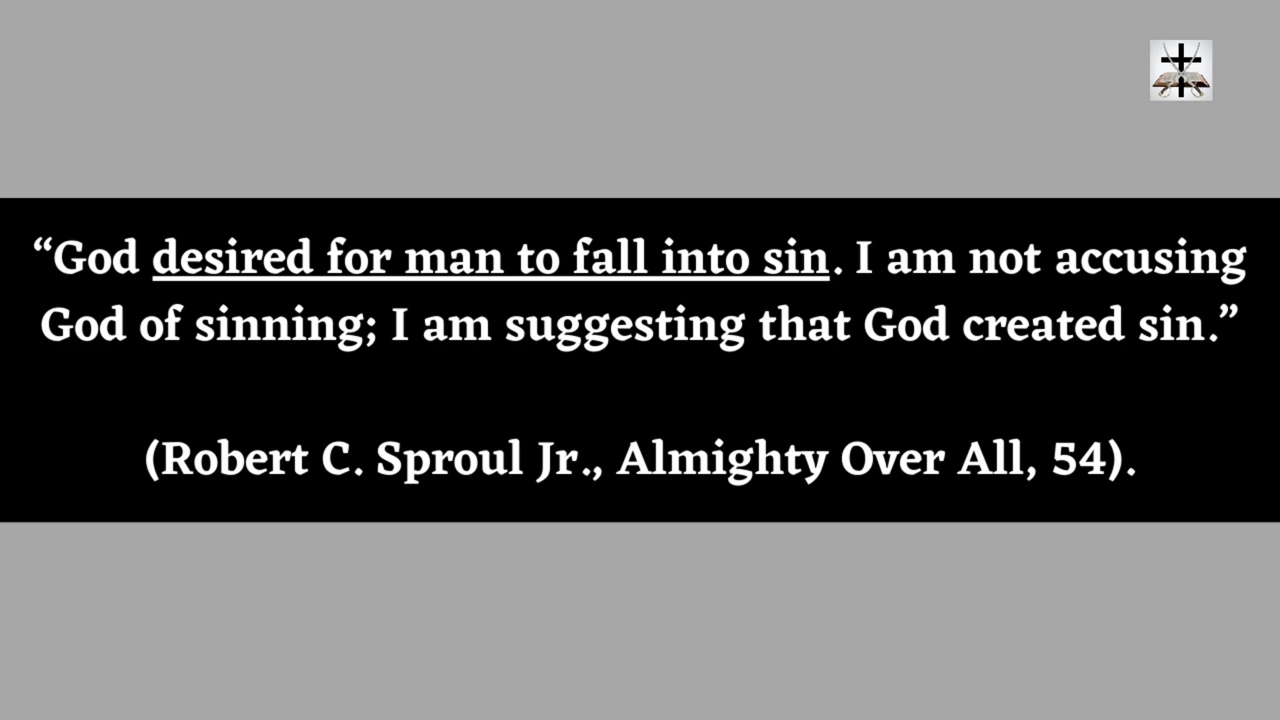 “God desired for man to fall into sin. I am not accusing
God of sinning; I am suggesting that God created sin.”
(Robert C. Sproul Jr., Almighty Over All, 54).